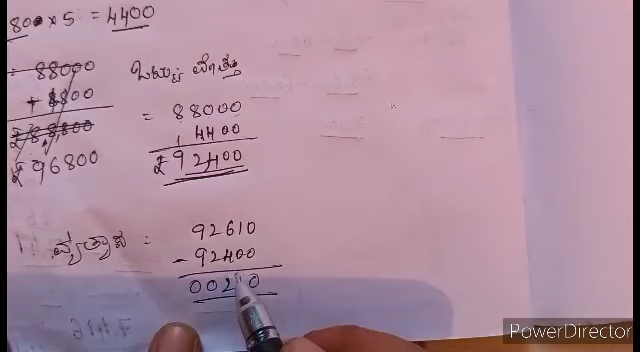 800 × 5 = 4400
= 88000
+ 8800
₹ 96800
ಒಟ್ಟು ಮೊತ್ತ
= 88000
4400
₹ 92400
ವ್ಯತ್ಯಾಸ =
92610
- 92400
00210
PowerDirector